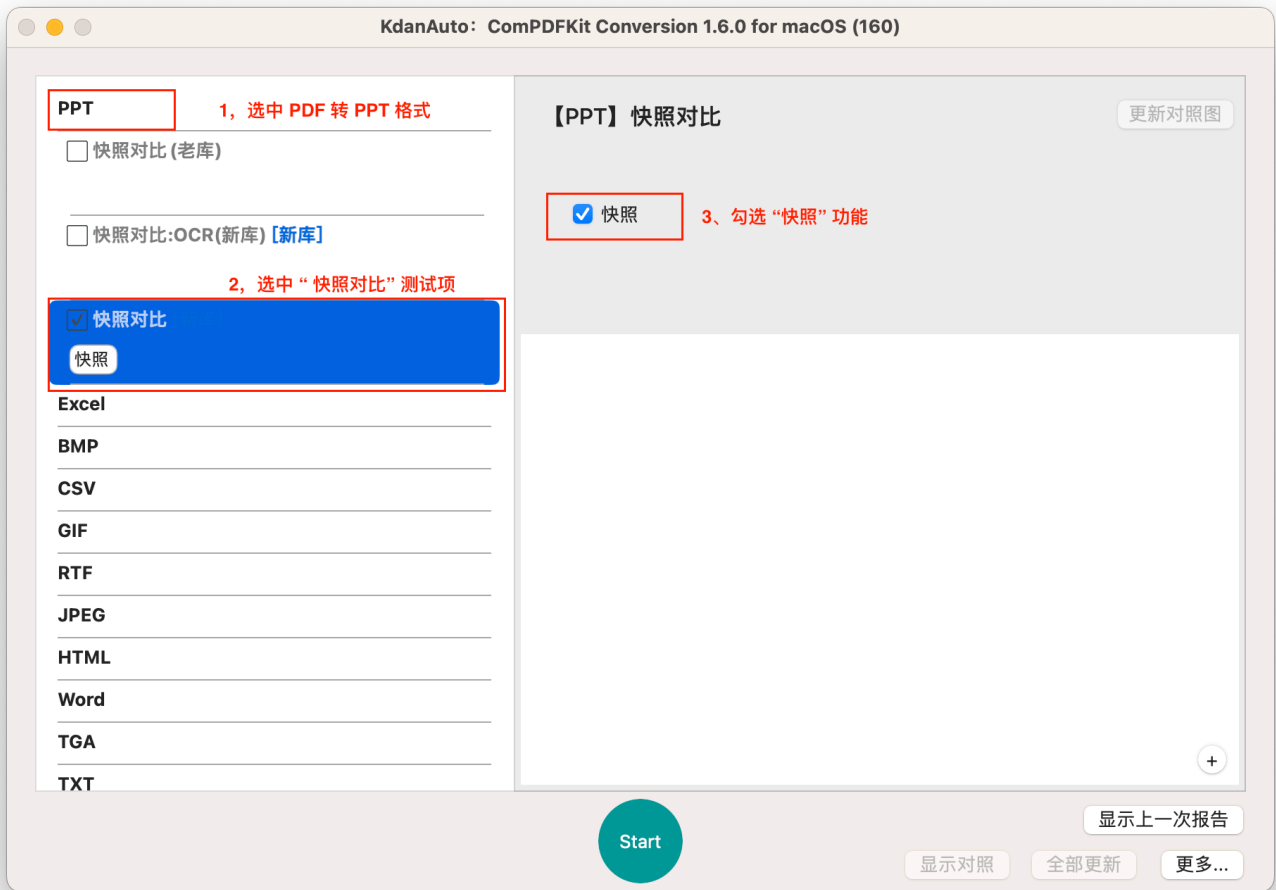 KdanAuto：ComPDFKit Conversion 1.6.0 for macOS (160)
PPT
1，选中 PDF 转 PPT 格式
快照对比(老库)
快照对比:OCR(新库) [新库]
2，选中 “ 快照对比” 测试项
快照对比
快照
Excel
BMP
CSV
GIF
RTF
JPEG
HTML
Word
TGA
TXT
【PPT】快照对比
更新对照图
快照
3、勾选 “快照” 功能
+
Start
显示上一次报告
显示对照
全部更新
更多...